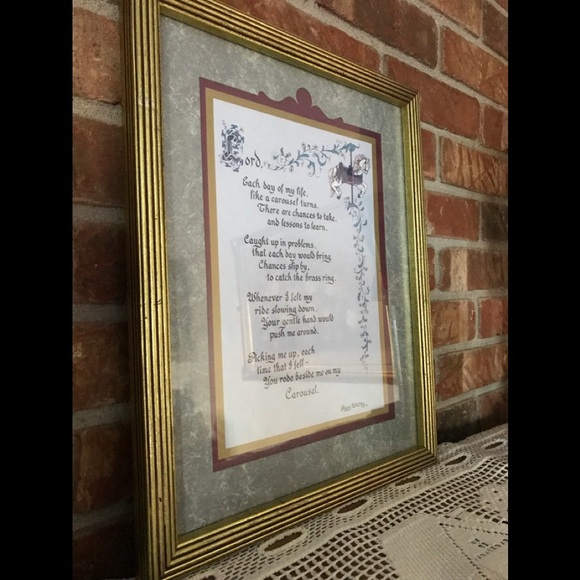 Lord,
Each day of my life,
like a carousel turns.
There are chances to take,
and lessons to learn.
Caught up in problems,
that each day would bring
Chances slip by,
to catch the brass ring.
Whenever I felt my
ride slowing down,
Your gentle hand would
push me around.
Picking me up, each
time that I fell -
You rode beside me on my
Carousel.